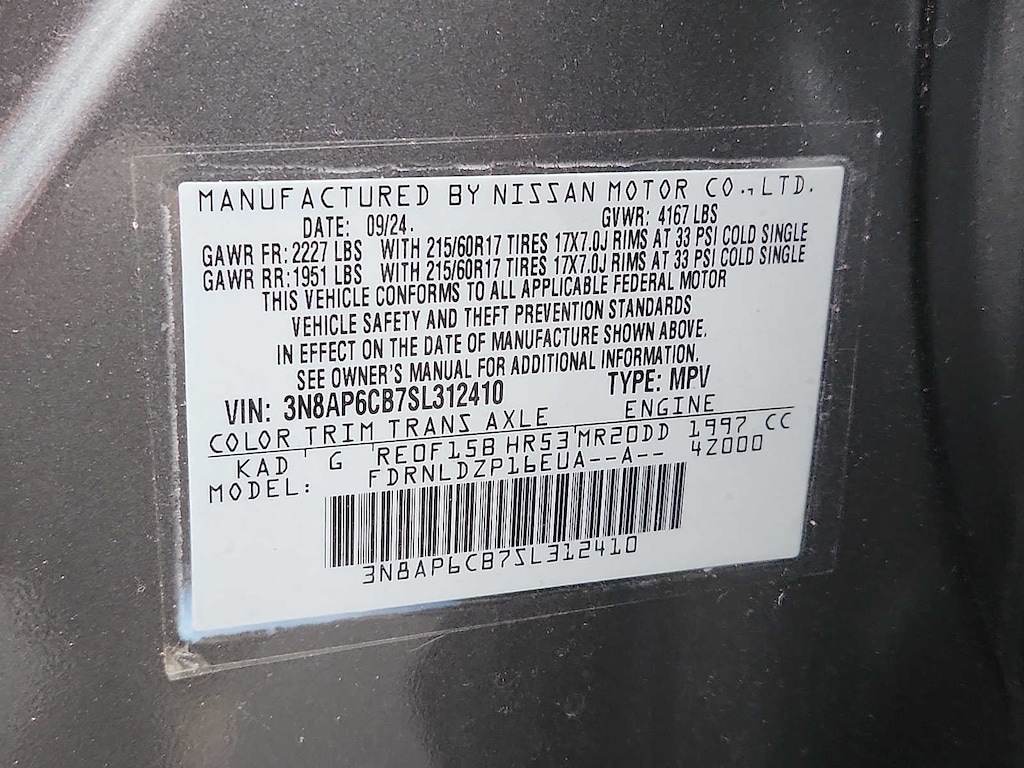 MANUFACTURED BY NISSAN MOTOR CO., LTD.
DATE: 09/24. GVWR: 4167 LBS
GAWR FR: 2227 LBS WITH 215/60R17 TIRES 17X7.0J RIMS AT 33 PSI COLD SINGLE
GAWR RR: 1951 LBS WITH 215/60R17 TIRES 17X7.0J RIMS AT 33 PSI COLD SINGLE
THIS VEHICLE CONFORMS TO ALL APPLICABLE FEDERAL MOTOR
VEHICLE SAFETY AND THEFT PREVENTION STANDARDS
IN EFFECT ON THE DATE OF MANUFACTURE SHOWN ABOVE.
SEE OWNER'S MANUAL FOR ADDITIONAL INFORMATION.
VIN: 3N8AP6CB7SL312410 TYPE: MPV
COLOR TRIM TRANS AXLE ENGINE
KAD G RE0F15B HR53 MR20DD 1997 CC
MODEL: FDRNLDZP16EUA--A-- 4Z000
3N8AP6CB7SL312410